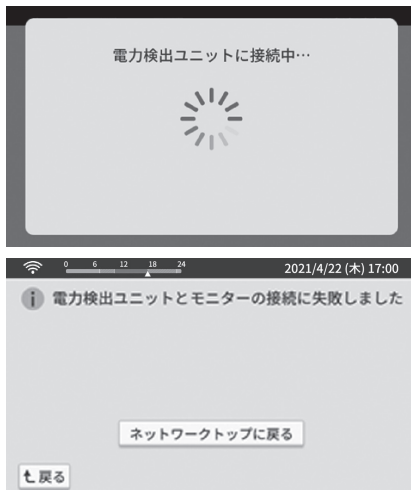 電力検出ユニットに接続中…
0 6 12 18 24
2021/4/22 (木) 17:00
電力検出ユニットとモニターの接続に失敗しました
ネットワークトップに戻る
戻る